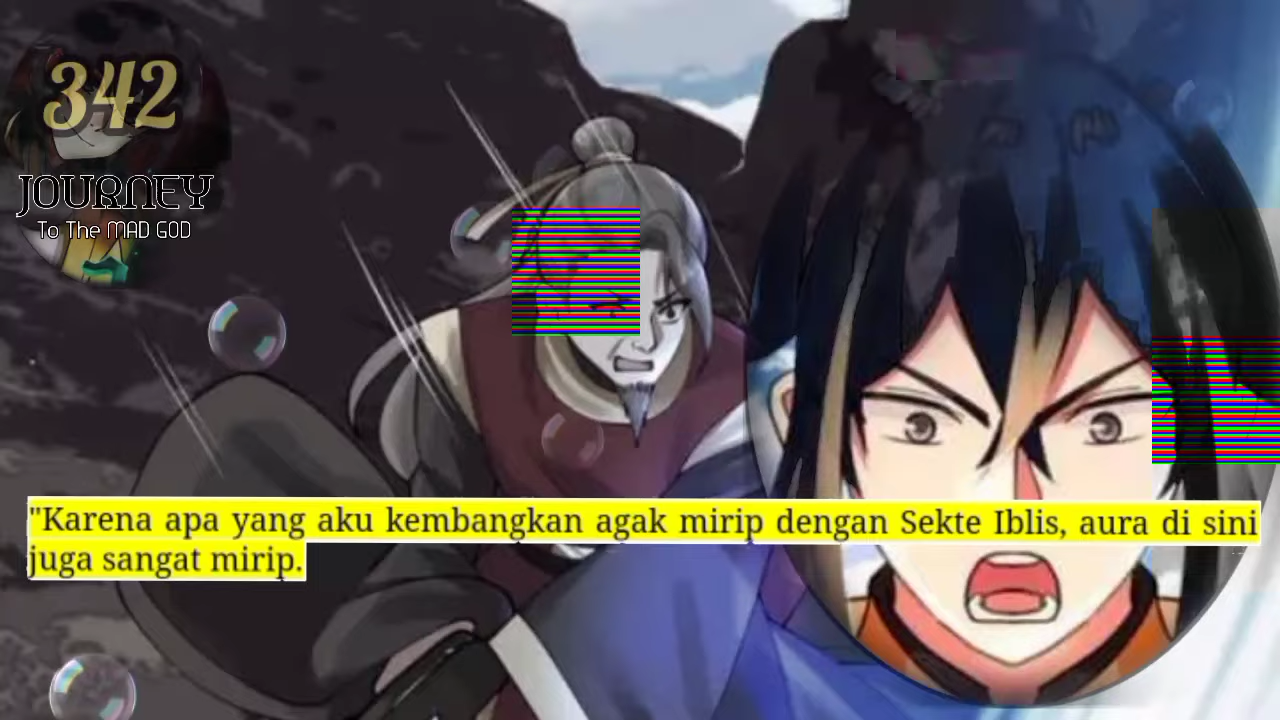 342
JOURNEY
To The MAD GOD
"Karena apa yang aku kembangkan agak mirip dengan Sekte Iblis, aura di sini
juga sangat mirip.